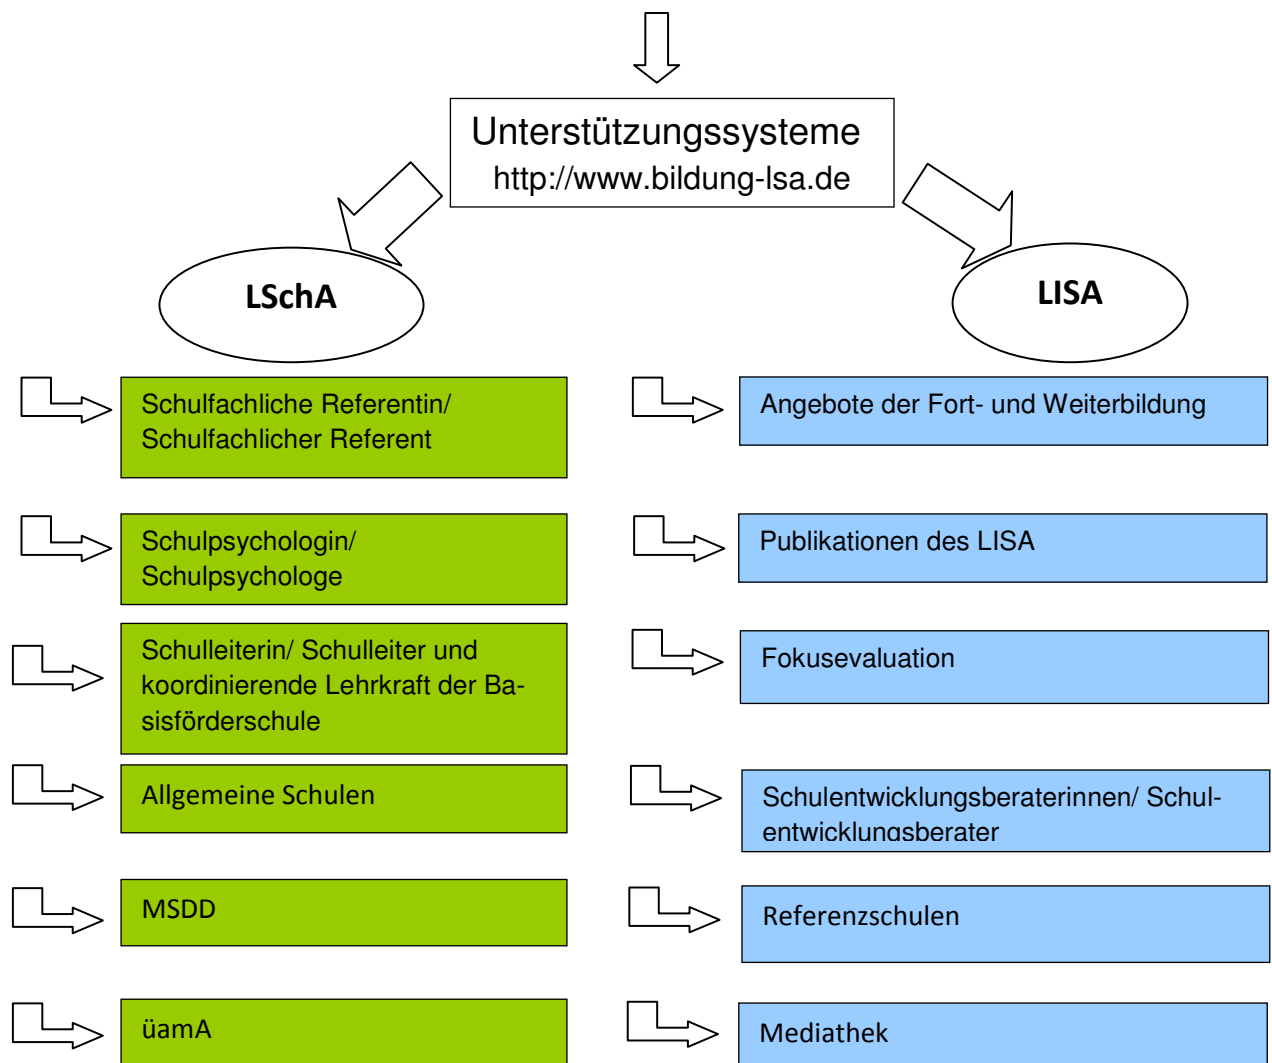 Unterstützungssysteme
http://www.bildung-lsa.de
LSchA
Schulfachliche Referentin/
Schulfachlicher Referent
Schulpsychologin/
Schulpsychologe
Schulleiterin/ Schulleiter und
koordinierende Lehrkraft der Ba-
sisförderschule
Allgemeine Schulen
MSDD
üamA
LISA
Angebote der Fort- und Weiterbildung
Publikationen des LISA
Fokusevaluation
Schulentwicklungsberaterinnen/ Schul-
entwicklungsberater
Referenzschulen
Mediathek